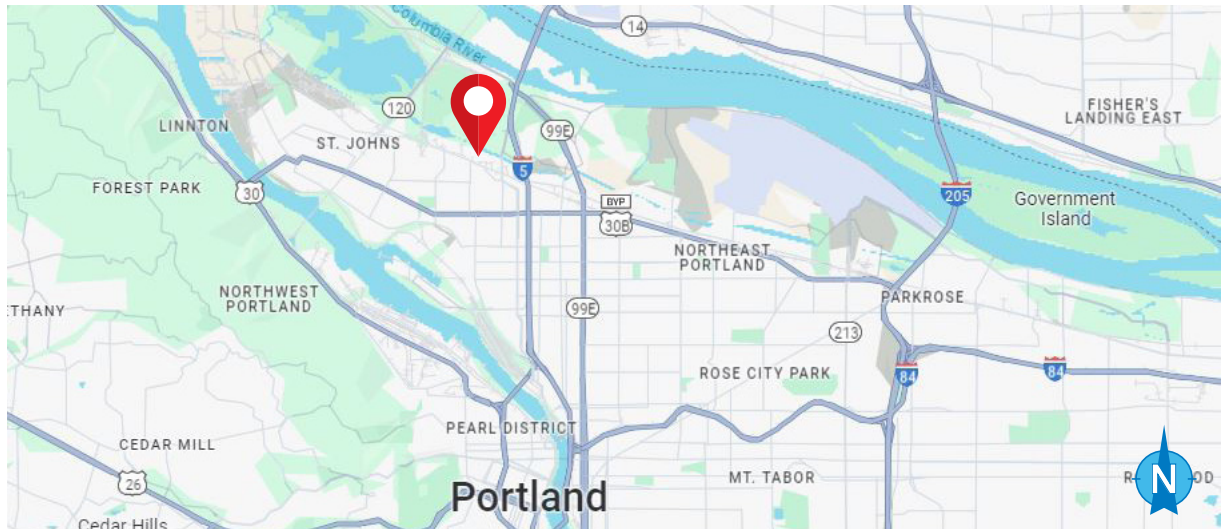 14
Columbia River
FISHER'S
LANDING EAST
120
99E
LINNTON
ST. JOHNS
5
FOREST PARK
30
205
Government
Island
BYP
30B
NORTHEAST
PORTLAND
NORTHWEST
PORTLAND
PARKROSE
ETHANY
99E
213
ROSE CITY PARK
84
84
PEARL DISTRICT
CEDAR MILL
MT. TABOR
26
Portland
N
Cedar Hills